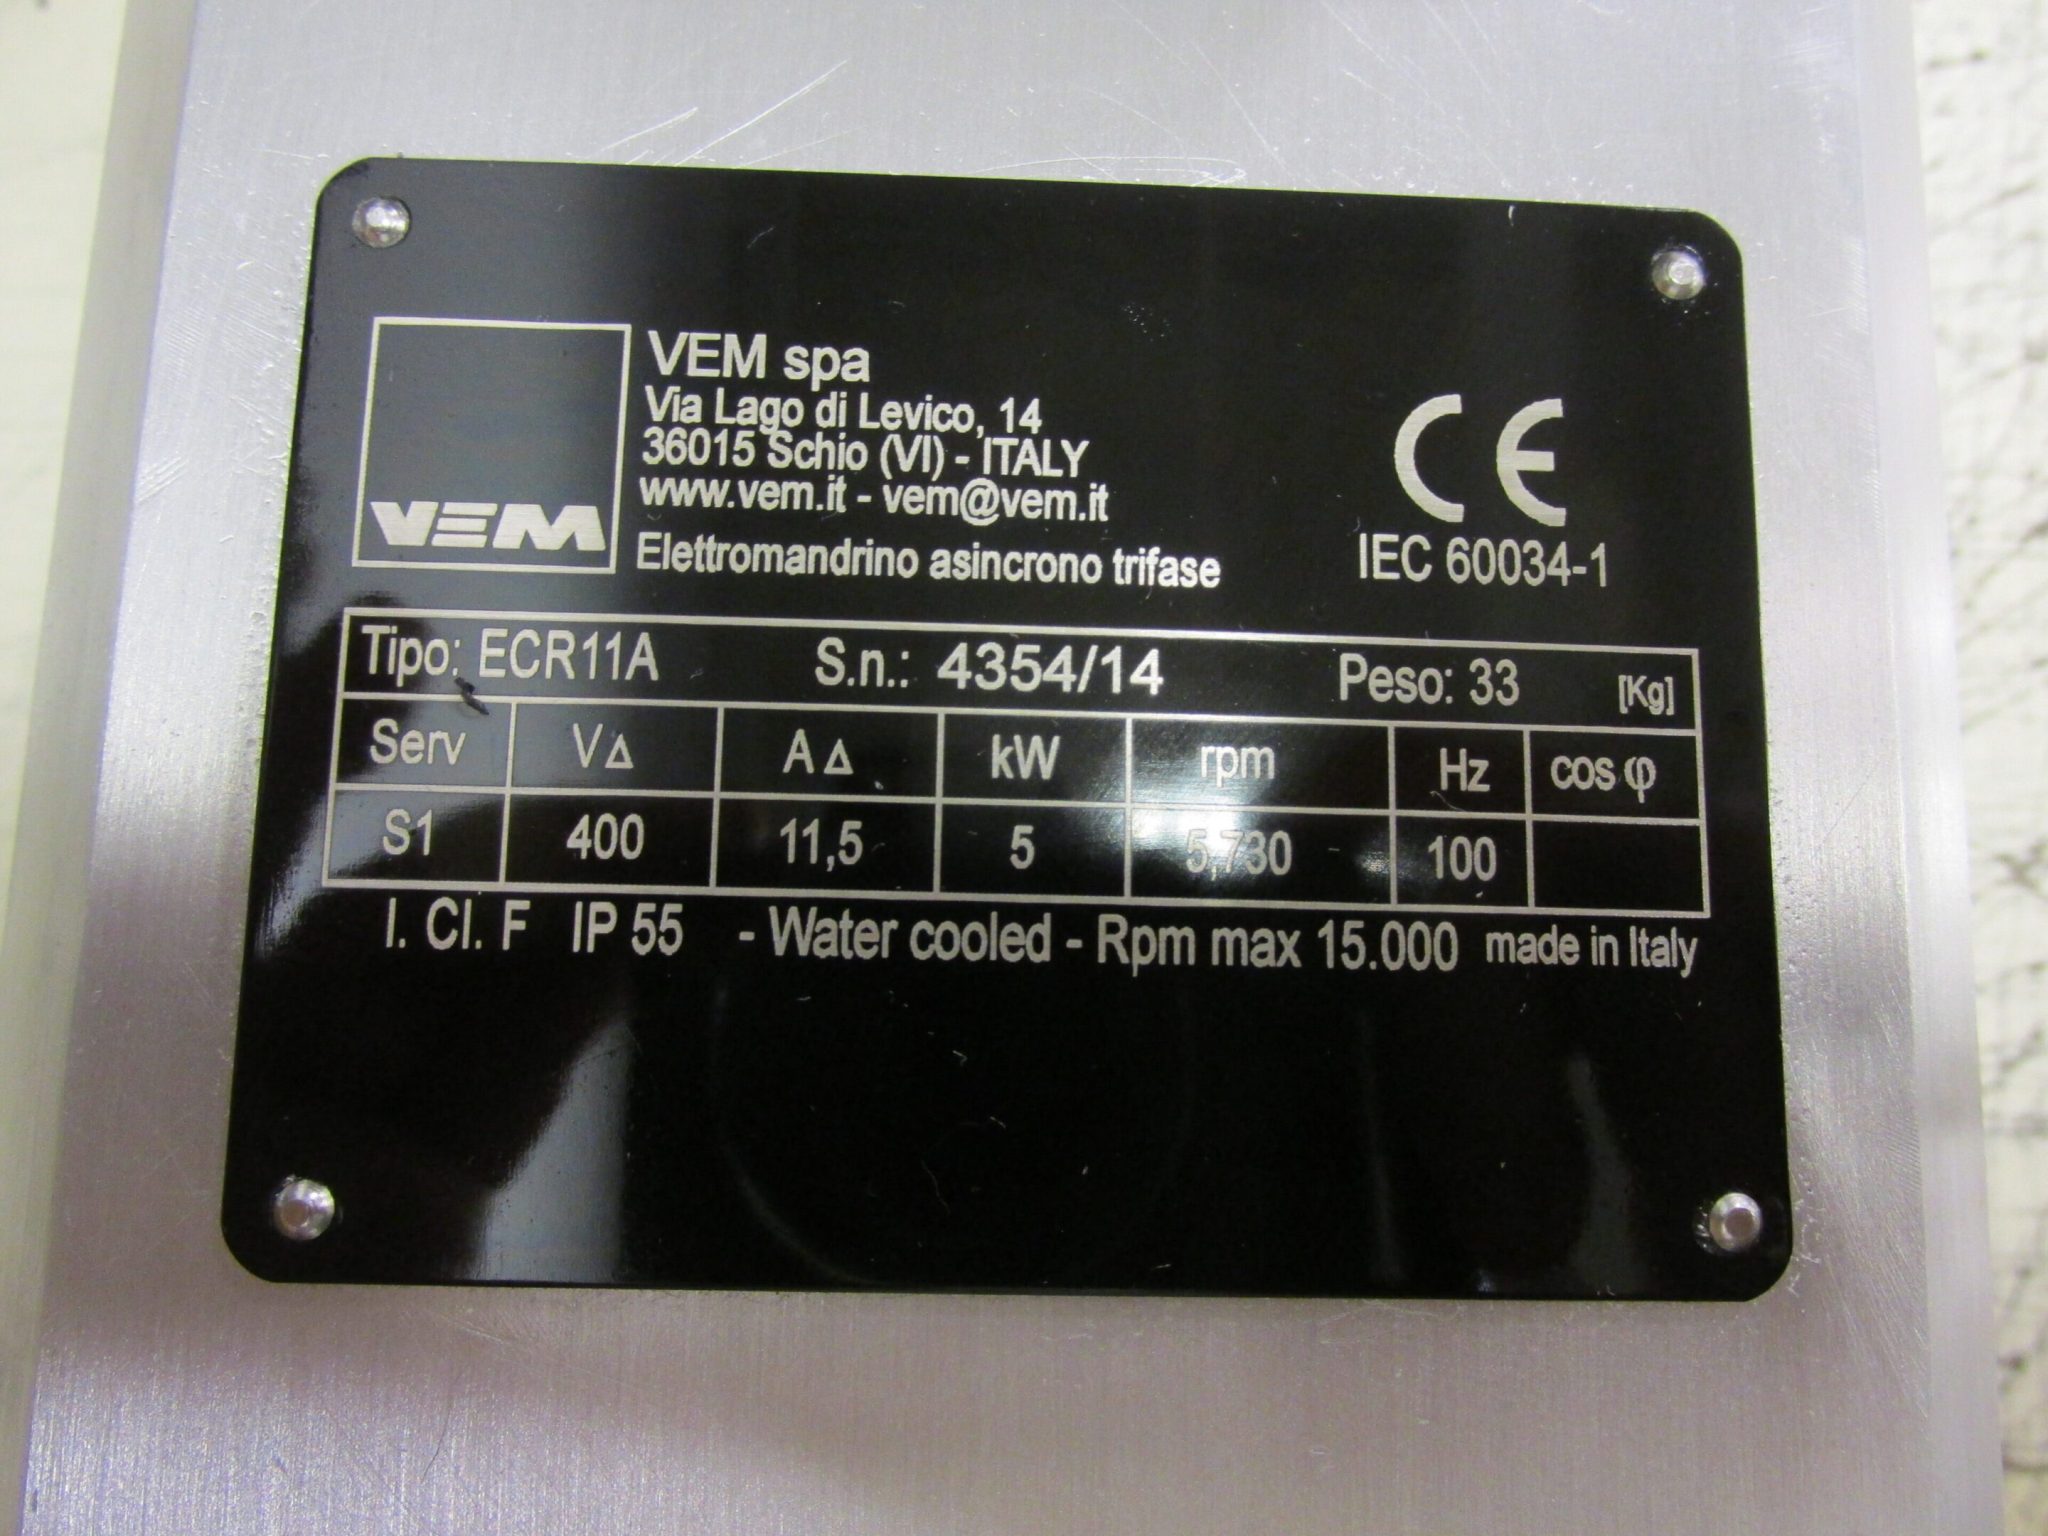 VEM
VEM spa
Via Lago di Levico, 14
36015 Schio (VI) - ITALY
www.vem.it - vem@vem.it
Elettromandrino asincrono trifase
CE
IEC 60034-1
Tipo: ECR11A S.n.: 4354/14 Peso: 33 [Kg]
Serv V∆ A∆ kW rpm Hz cos φ
S1 400 11,5 5 5,730 100
I. Cl. F IP 55 - Water cooled - Rpm max 15.000 made in Italy